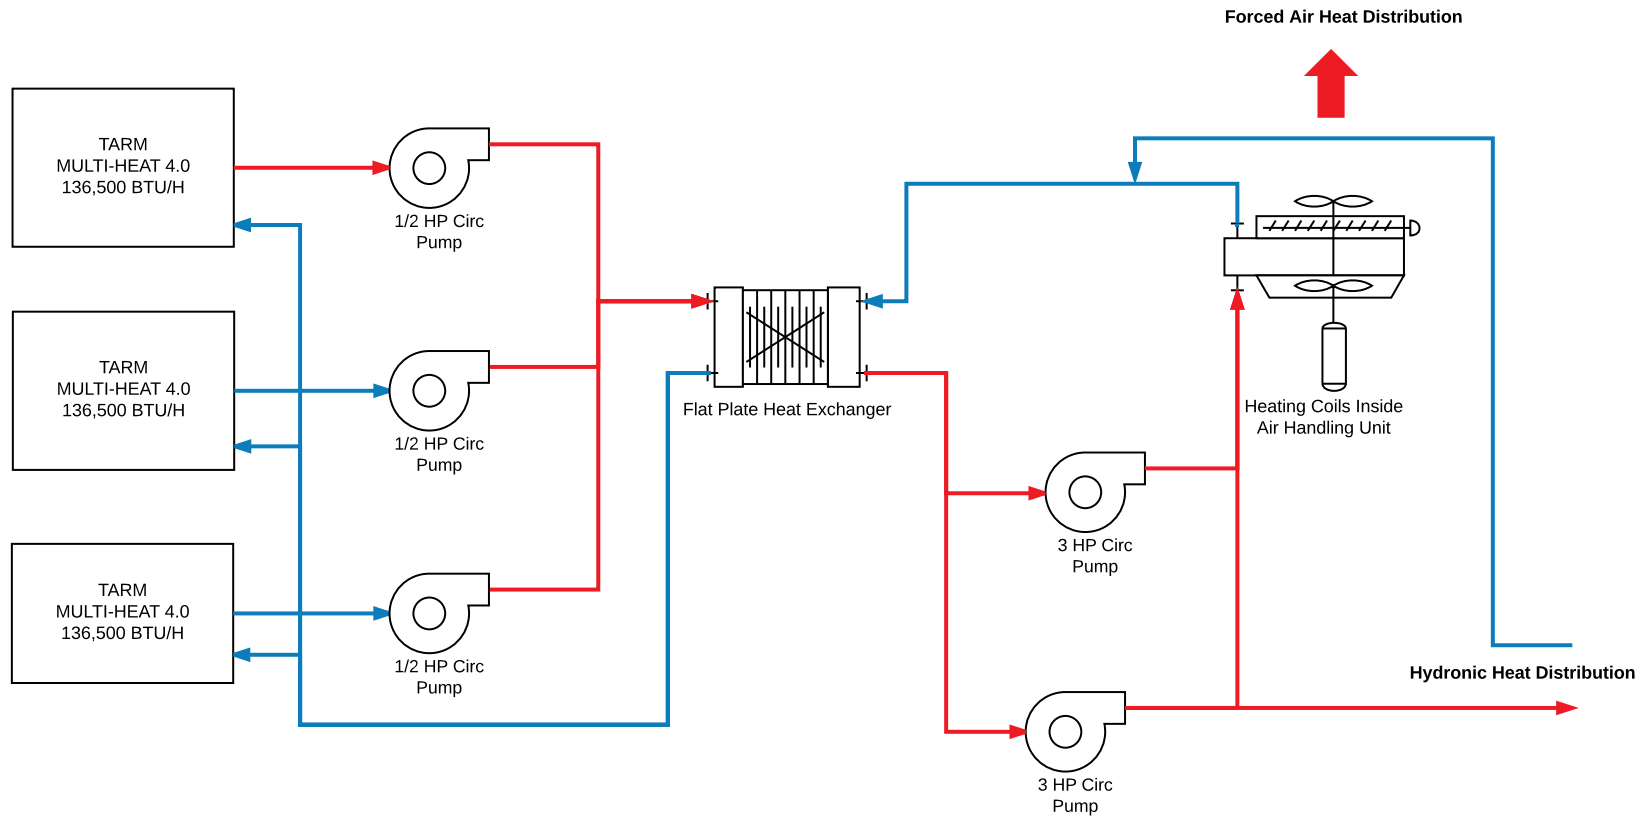 Forced Air Heat Distribution
TARM
MULTI-HEAT 4.0
136,500 BTU/H
1/2 HP Circ
Pump
TARM
MULTI-HEAT 4.0
136,500 BTU/H
1/2 HP Circ
Pump
Flat Plate Heat Exchanger
Heating Coils Inside
Air Handling Unit
3 HP Circ
Pump
TARM
MULTI-HEAT 4.0
136,500 BTU/H
1/2 HP Circ
Pump
Hydronic Heat Distribution
3 HP Circ
Pump